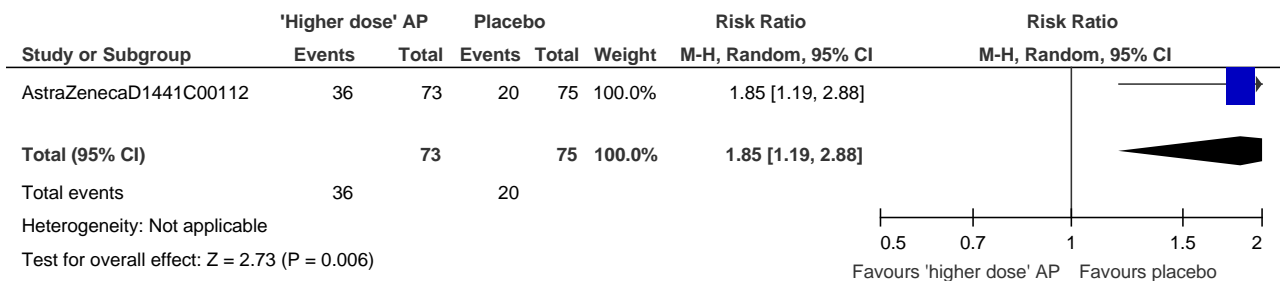 'Higher dose' AP Placebo Risk Ratio Risk Ratio
Study or Subgroup Events Total Events Total Weight M-H, Random, 95% CI M-H, Random, 95% CI
AstraZenecaD1441C00112 36 73 20 75 100.0% 1.85 [1.19, 2.88]
Total (95% CI) 73 75 100.0% 1.85 [1.19, 2.88]
Total events 36 20
Heterogeneity: Not applicable
Test for overall effect: Z = 2.73 (P = 0.006)
0.5 0.7 1 1.5 2
Favours 'higher dose' AP Favours placebo